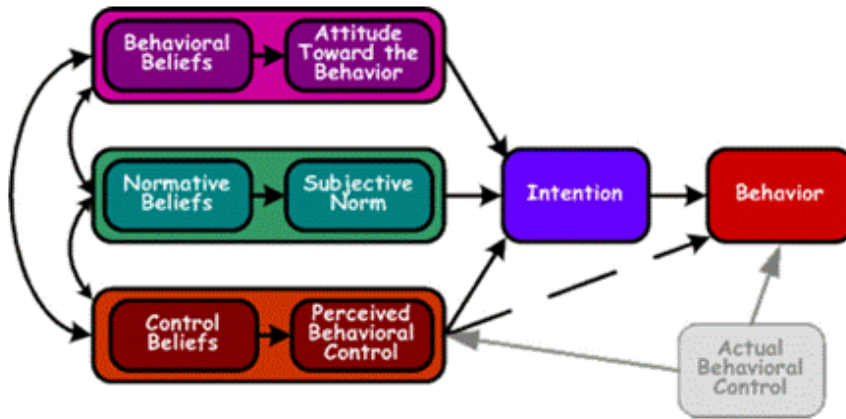 Behavioral
Beliefs
Attitude
Toward the
Behavior
Normative
Beliefs
Subjective
Norm
Intention
Behavior
Control
Beliefs
Perceived
Behavioral
Control
Actual
Behavioral
Control